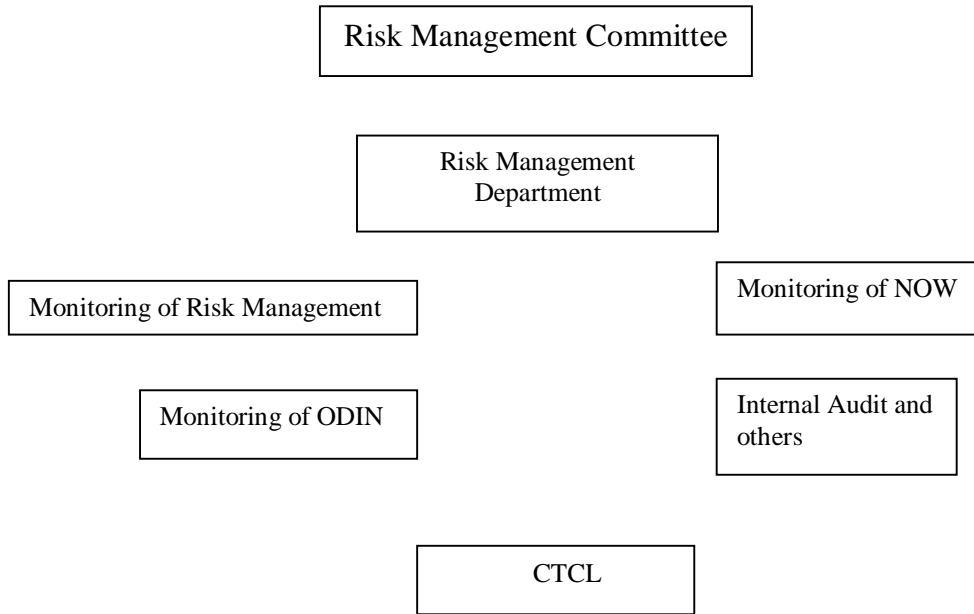 Risk Management Committee
Risk Management
Department
Monitoring of Risk Management
Monitoring of NOW
Monitoring of ODIN
Internal Audit and
others
CTCL